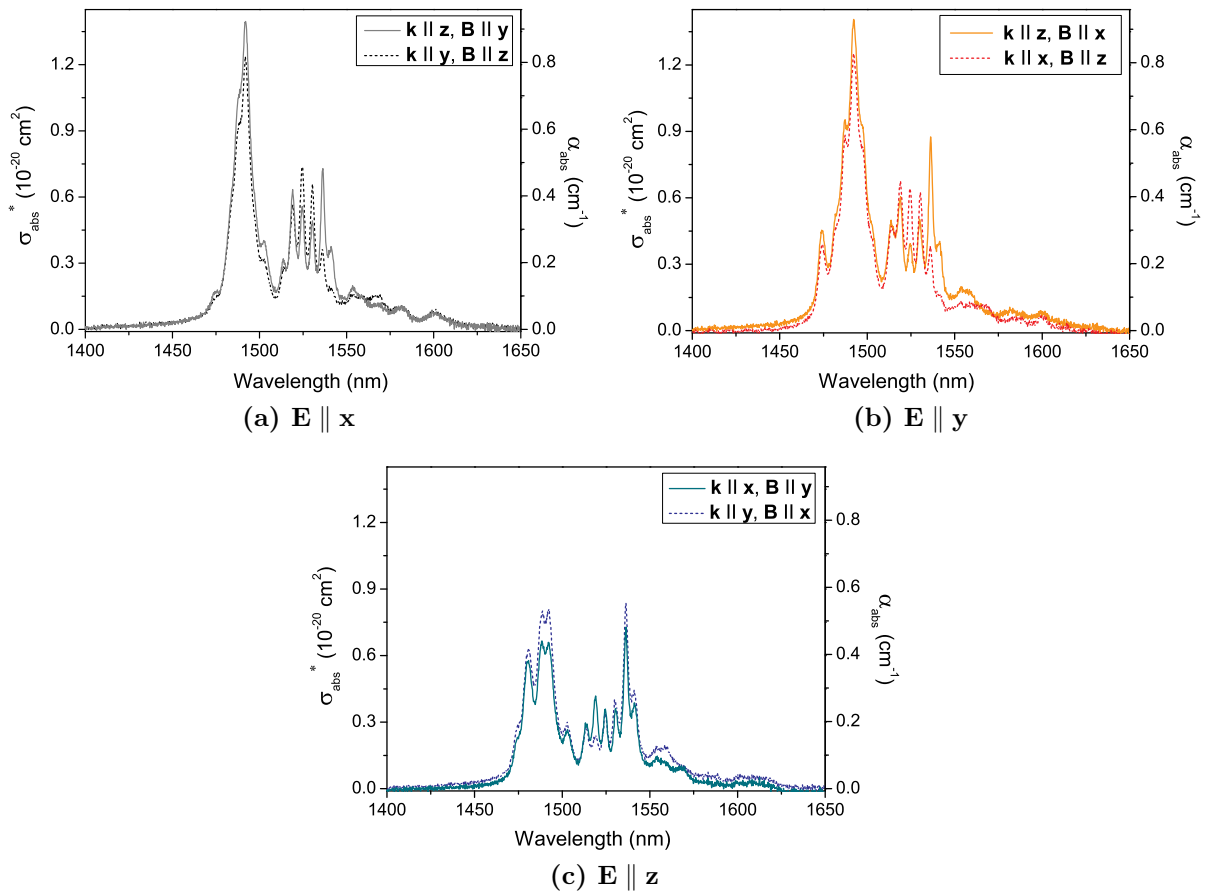 k || z, B || y
k || y, B || z
1.2
0.9
0.6
0.3
0.0
0.8
0.6
0.4
0.2
0.0
σabs* (10-20 cm2)
αabs (cm-1)
1400 1450 1500 1550 1600 1650
Wavelength (nm)
(a) E ∥ x
k || z, B || x
k || x, B || z
1.2
0.9
0.6
0.3
0.0
0.8
0.6
0.4
0.2
0.0
σabs* (10-20 cm2)
αabs (cm-1)
1400 1450 1500 1550 1600 1650
Wavelength (nm)
(b) E ∥ y
k || x, B || y
k || y, B || x
1.2
0.9
0.6
0.3
0.0
0.8
0.6
0.4
0.2
0.0
σabs* (10-20 cm2)
αabs (cm-1)
1400 1450 1500 1550 1600 1650
Wavelength (nm)
(c) E ∥ z